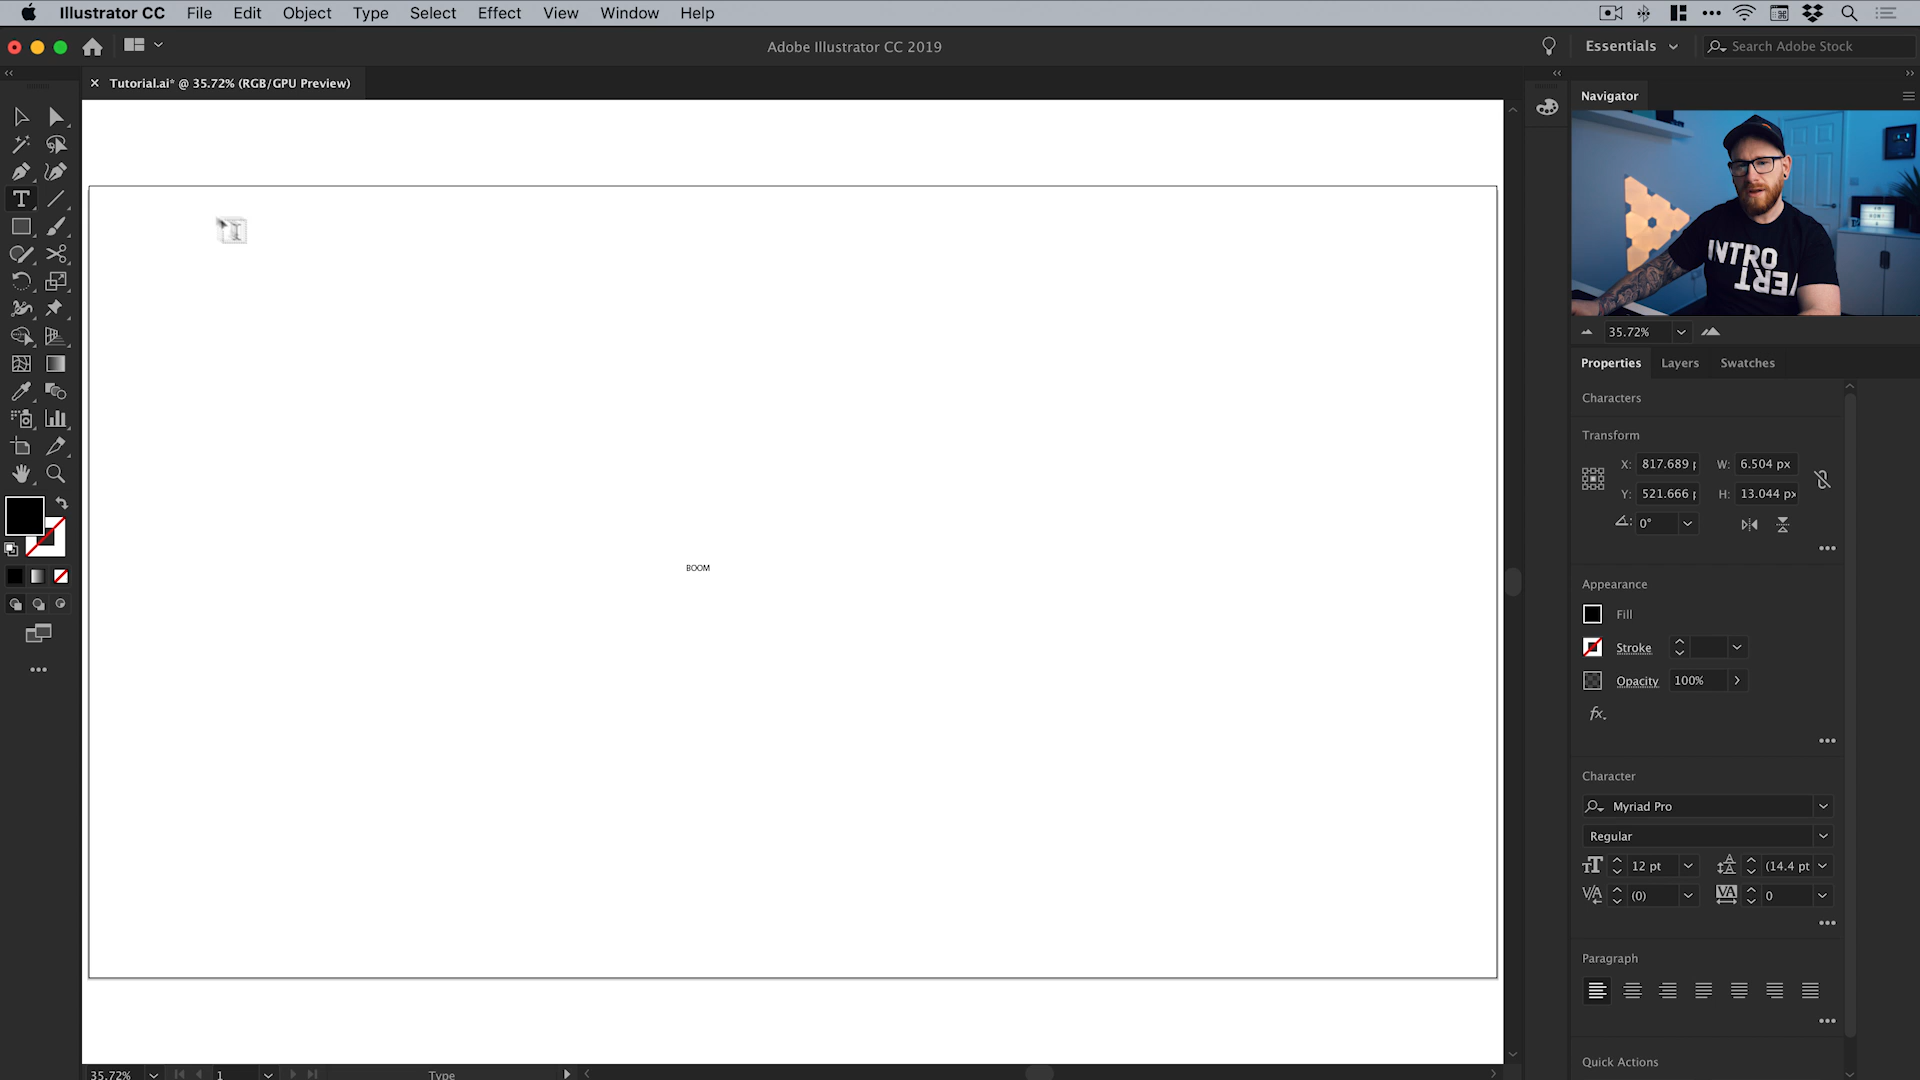 Illustrator CC File Edit Object Type Select Effect View Window Help
Adobe Illustrator CC 2019
Essentials
Search Adobe Stock
× Tutorial.ai* @ 35.72% (RGB/GPU Preview)
Navigator
INTRO
VERT
35.72%
Properties Layers Swatches
Characters
Transform
X: 817.689 W: 6.504 px
Y: 521.666 H: 13.044 px
0°
BOOM
Appearance
Fill
Stroke
Opacity 100%
fx.
Character
Myriad Pro
Regular
12 pt (14.4 pt
(0) 0
Paragraph
Quick Actions
35.72% 1 Type